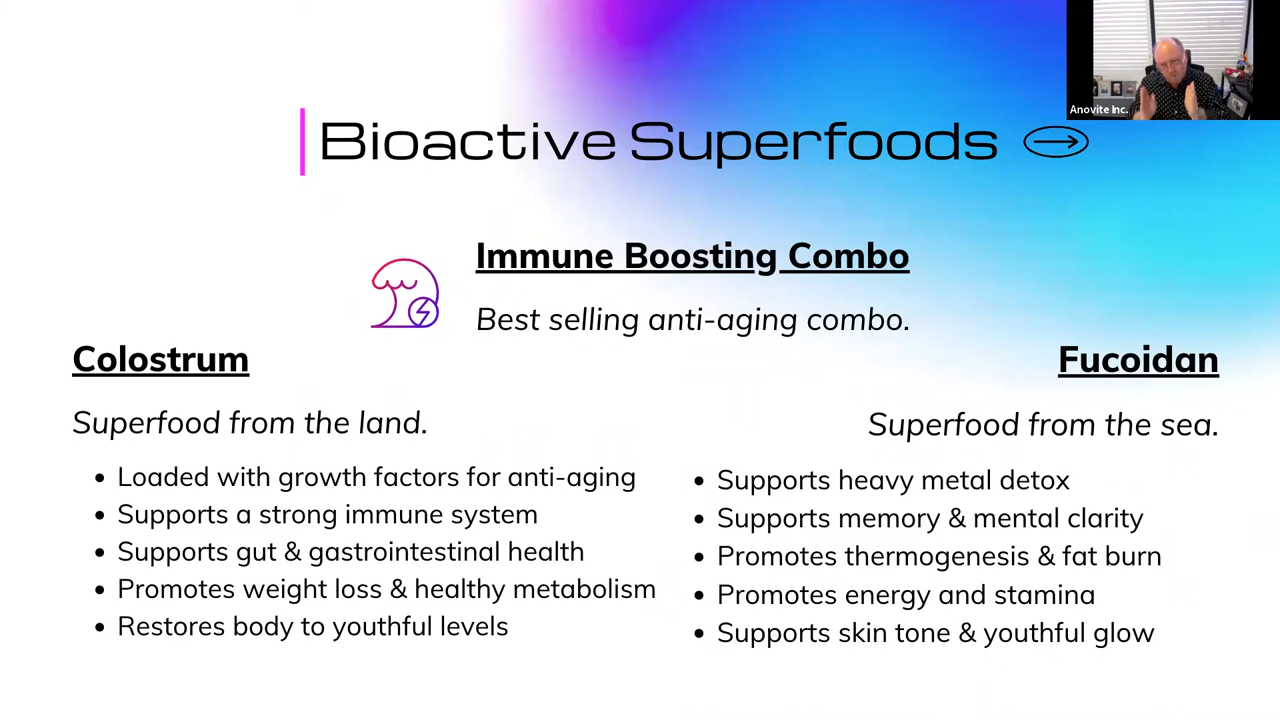 Anovite Inc.
Bioactive Superfoods
Immune Boosting Combo
Best selling anti-aging combo.
Colostrum
Superfood from the land.
• Loaded with growth factors for anti-aging
• Supports a strong immune system
• Supports gut & gastrointestinal health
• Promotes weight loss & healthy metabolism
• Restores body to youthful levels
Fucoidan
Superfood from the sea.
• Supports heavy metal detox
• Supports memory & mental clarity
• Promotes thermogenesis & fat burn
• Promotes energy and stamina
• Supports skin tone & youthful glow